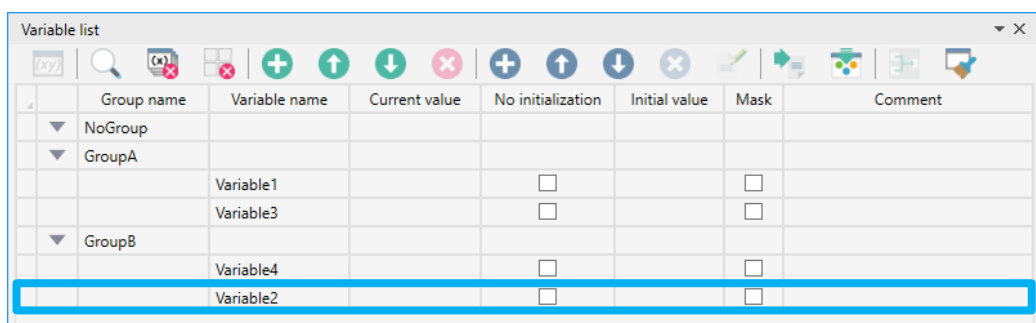 Variable list
(xy) (x)
Group name Variable name Current value No initialization Initial value Mask Comment
NoGroup
GroupA
Variable1
Variable3
GroupB
Variable4
Variable2